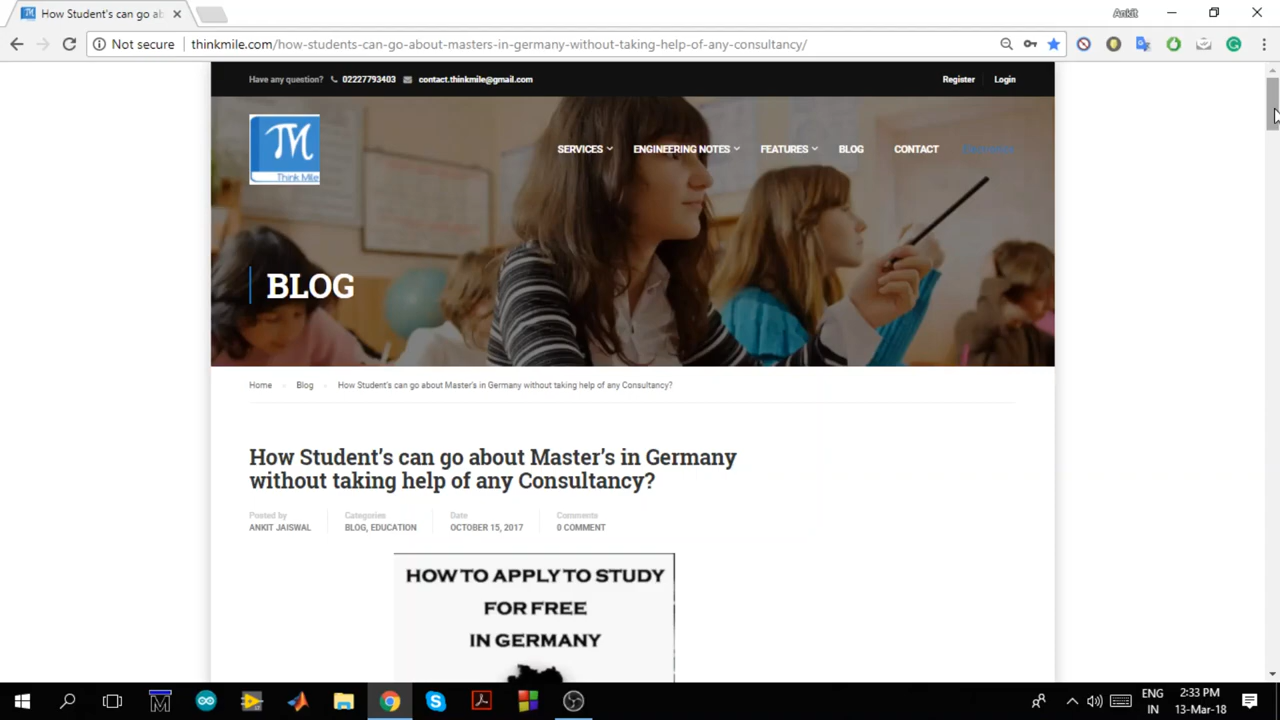 How Student's can go ab
Ankit
Not secure
thinkmile.com/how-students-can-go-about-masters-in-germany-without-taking-help-of-any-consultancy/
Have any question? 02227793403 contact.thinkmile@gmail.com
Register Login
TM
Think Mile
SERVICES ENGINEERING NOTES FEATURES BLOG CONTACT
BLOG
Home Blog How Student's can go about Master's in Germany without taking help of any Consultancy?
How Student's can go about Master's in Germany
without taking help of any Consultancy?
Posted by Categories Date Comments
ANKIT JAISWAL BLOG, EDUCATION OCTOBER 15, 2017 0 COMMENT
HOW TO APPLY TO STUDY
FOR FREE
IN GERMANY
ENG 2:33 PM
IN 13-Mar-18